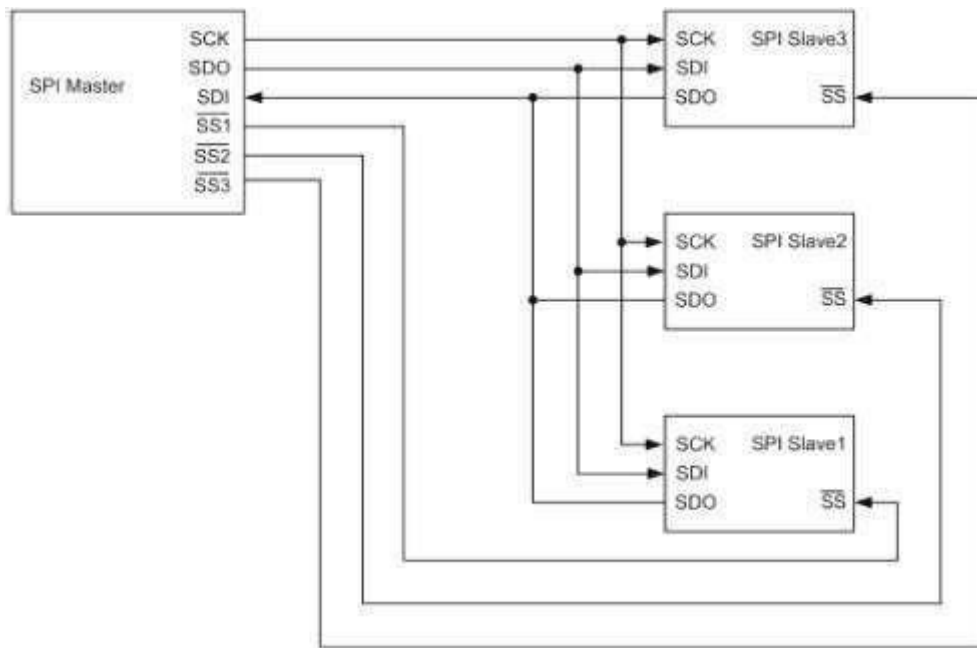 SPI Master
SCK
SDO
SDI
SS1
SS2
SS3
SCK
SPI Slave3
SDI
SDO
SS
SCK
SPI Slave2
SDI
SDO
SS
SCK
SPI Slave1
SDI
SDO
SS